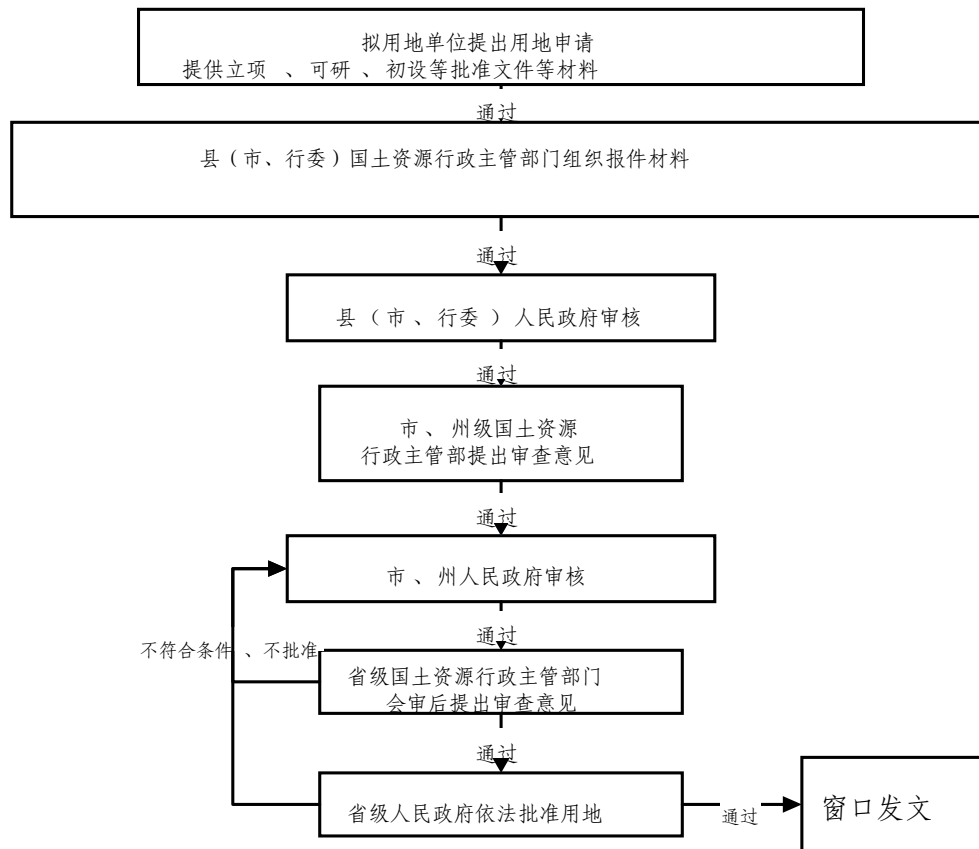 拟用地单位提出用地申请
提供立项 、可研 、初设等批准文件等材料
通过
县（市、行委）国土资源行政主管部门组织报件材料
通过
县 （市 、行委 ）人民政府审核
通过
市 、州级国土资源
行政主管部提出审查意见
通过
市 、州人民政府审核
通过
不符合条件 、不批准
省级国土资源行政主管部门
会审后提出审查意见
通过
省级人民政府依法批准用地
通过
窗口发文